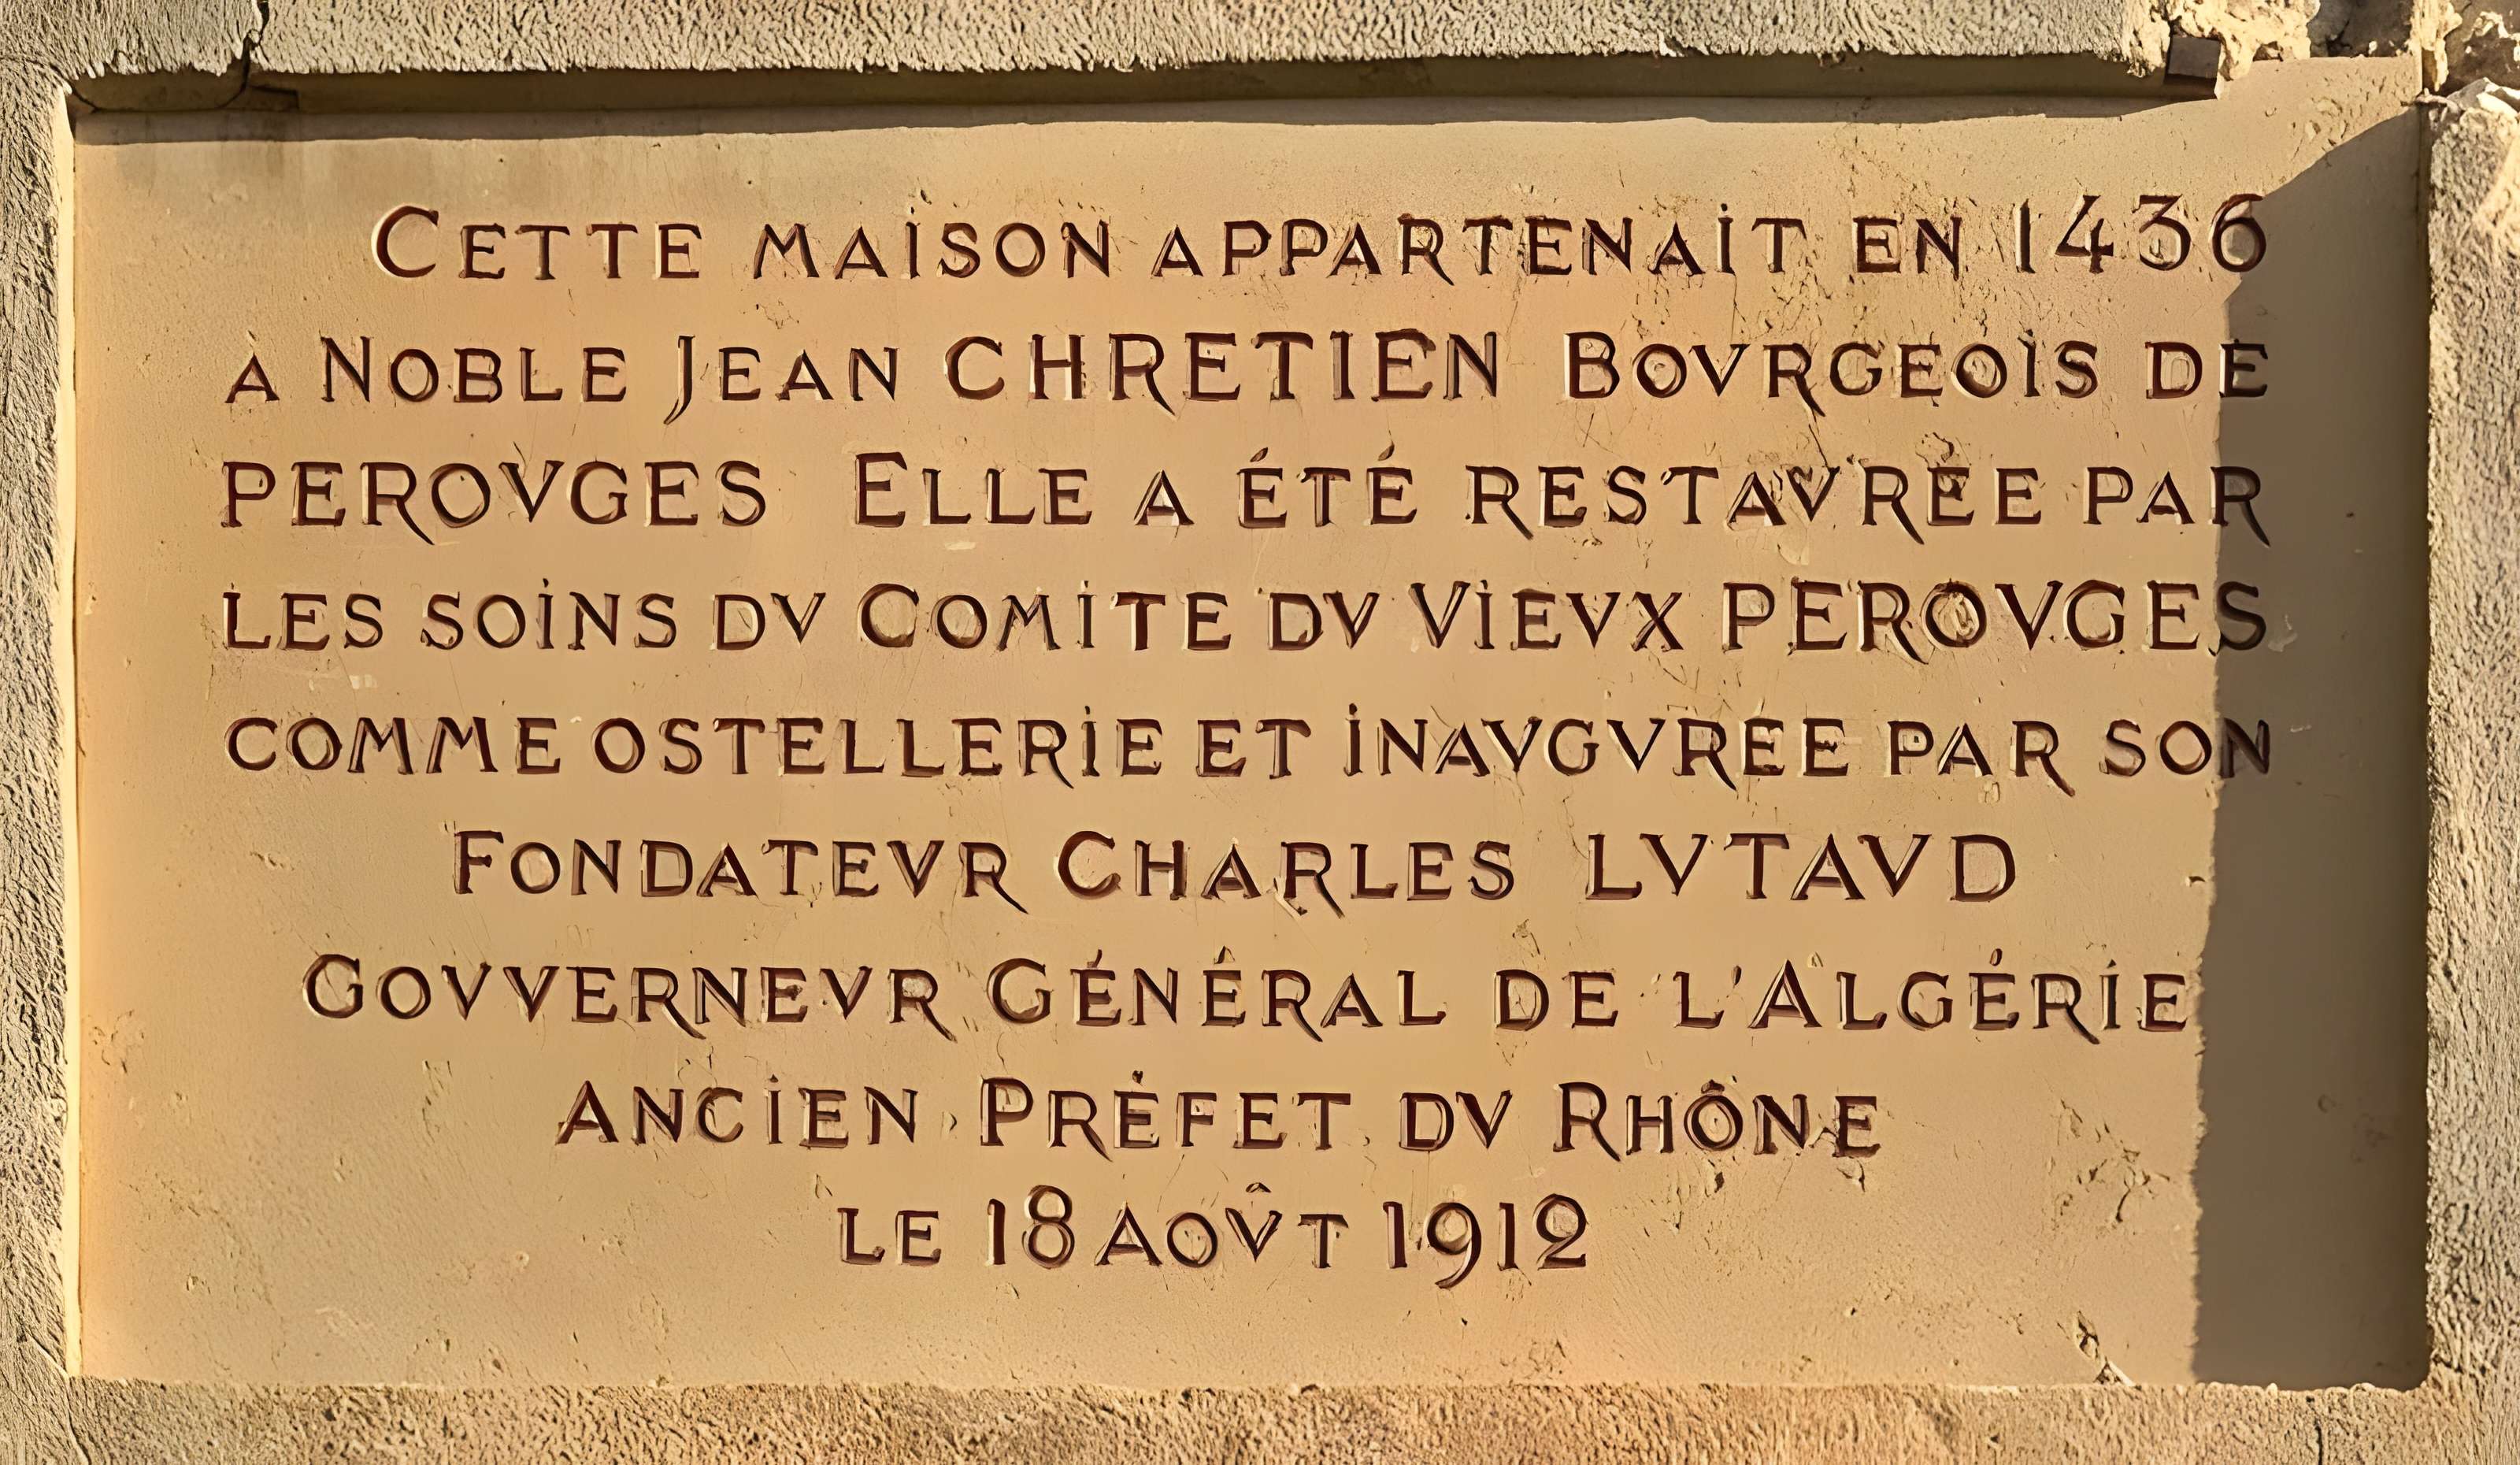 Cette maison appartenait en 1436
à Noble Jean CHRETIEN Bovrgeois de
PEROVGES Elle a été restavrée par
les soins dv Comite dv Vievx PEROVGES
comme ostellerie et inavgvree par son
Fondatevr Charles LVTAVD
Govvernevr Général de l'Algérie
Ancien Préfet dv Rhône
le 18 aov̂t 1912